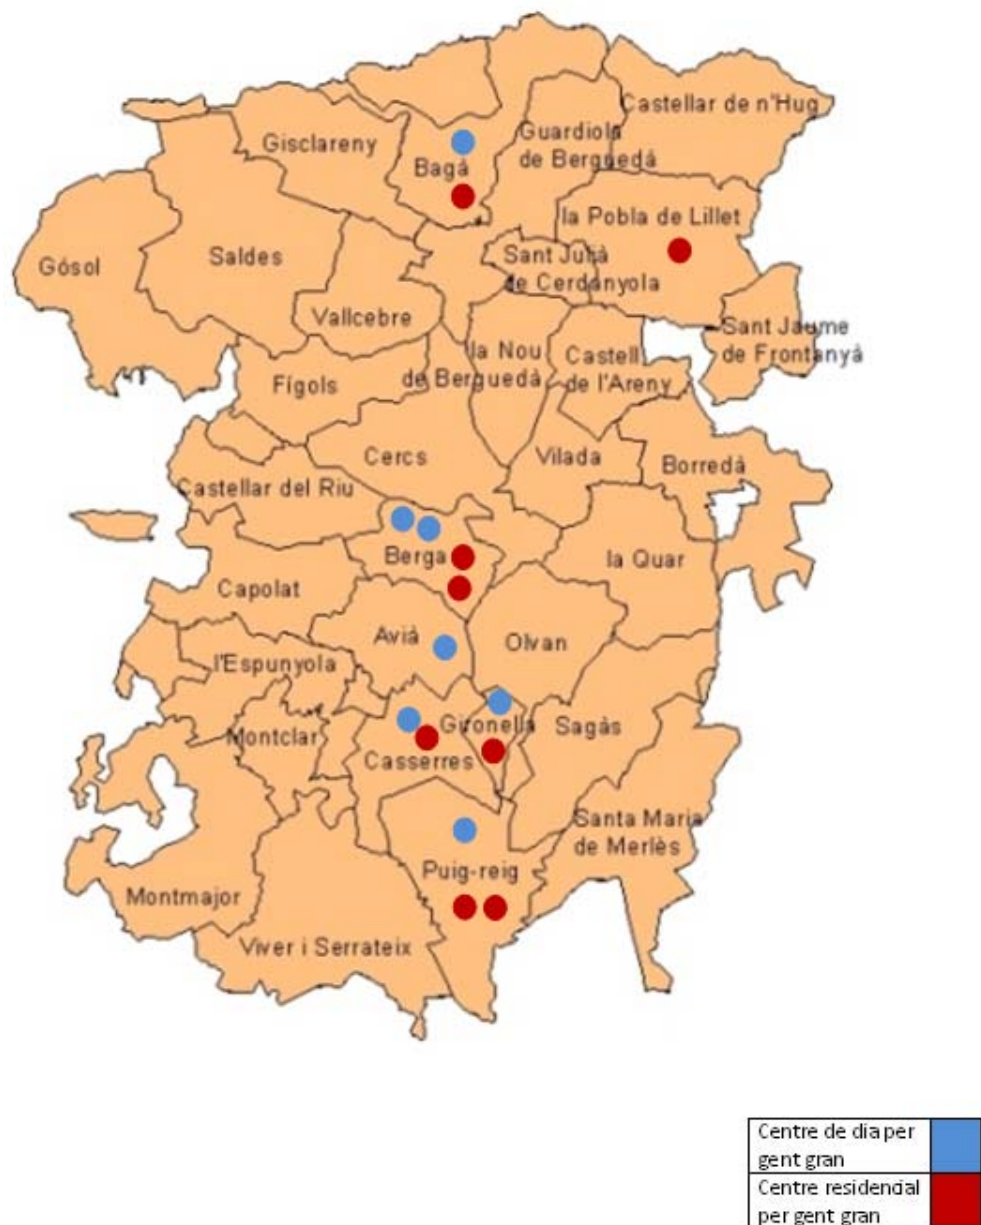 Castellar de n'Hug
Gisclareny
Guardiola
de Berguedà
Bagà
la Pobla de Lillet
Gósol
Saldes
Sant Julià
de Cerdanyola
Vallcebre
Sant Jaume
de Frontanyà
la Nou
de Berguedà
Castell
de l'Areny
Fígols
Cercs
Vilada
Borredà
Castellar del Riu
Berga
la Quar
Capolat
Avià
Olvan
l'Espunyola
Gironella
Sagàs
Montclar
Casserres
Santa Maria
de Merlès
Puig-reig
Montmajor
Viver i Serrateix
Centre de dia per
gent gran
Centre residencial
per gent gran